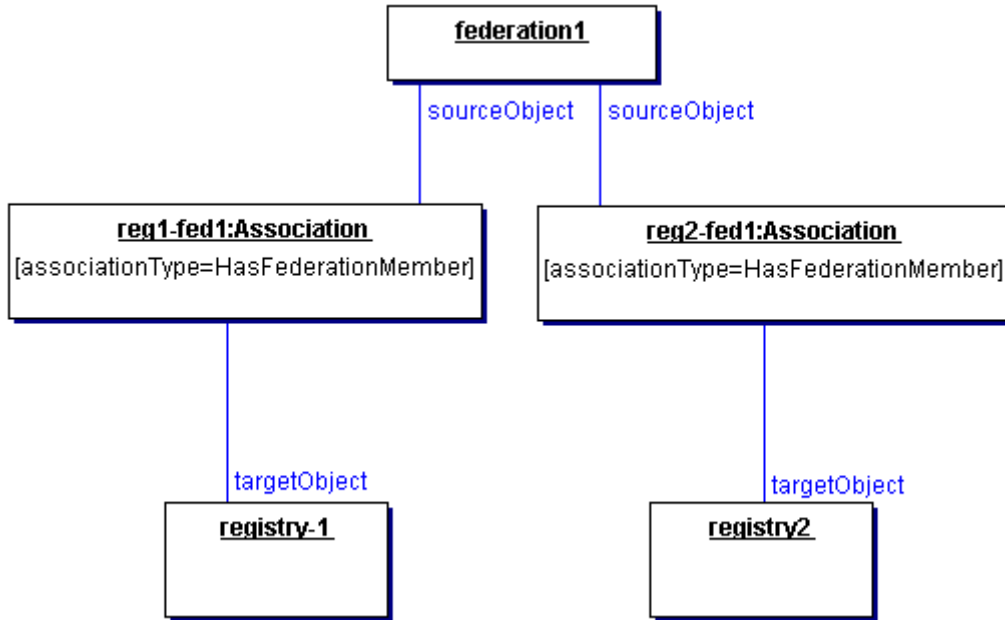 federation1
sourceObject
sourceObject
reg1-fed1:Association
[associationType=HasFederationMember]
reg2-fed1:Association
[associationType=HasFederationMember]
targetObject
targetObject
registry-1
registry2